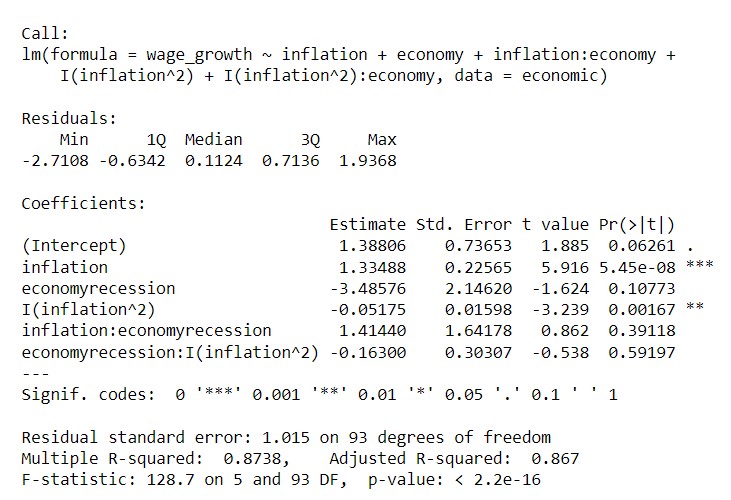 Call:
lm(formula = wage_growth ~ inflation + economy + inflation:economy +
    I(inflation^2) + I(inflation^2):economy, data = economic)

Residuals:
    Min      1Q  Median      3Q     Max
-2.7108 -0.6342  0.1124  0.7136  1.9368

Coefficients:
                                Estimate Std. Error t value Pr(>|t|)
(Intercept)                      1.38806    0.73653   1.885  0.06261 .
inflation                        1.33488    0.22565   5.916 5.45e-08 ***
economyrecession                -3.48576    2.14620  -1.624  0.10773
I(inflation^2)                  -0.05175    0.01598  -3.239  0.00167 **
inflation:economyrecession       1.41440    1.64178   0.862  0.39118
economyrecession:I(inflation^2) -0.16300    0.30307  -0.538  0.59197
---
Signif. codes:  0 '***' 0.001 '**' 0.01 '*' 0.05 '.' 0.1 ' ' 1

Residual standard error: 1.015 on 93 degrees of freedom
Multiple R-squared:  0.8738,    Adjusted R-squared:  0.867
F-statistic: 128.7 on 5 and 93 DF,  p-value: < 2.2e-16